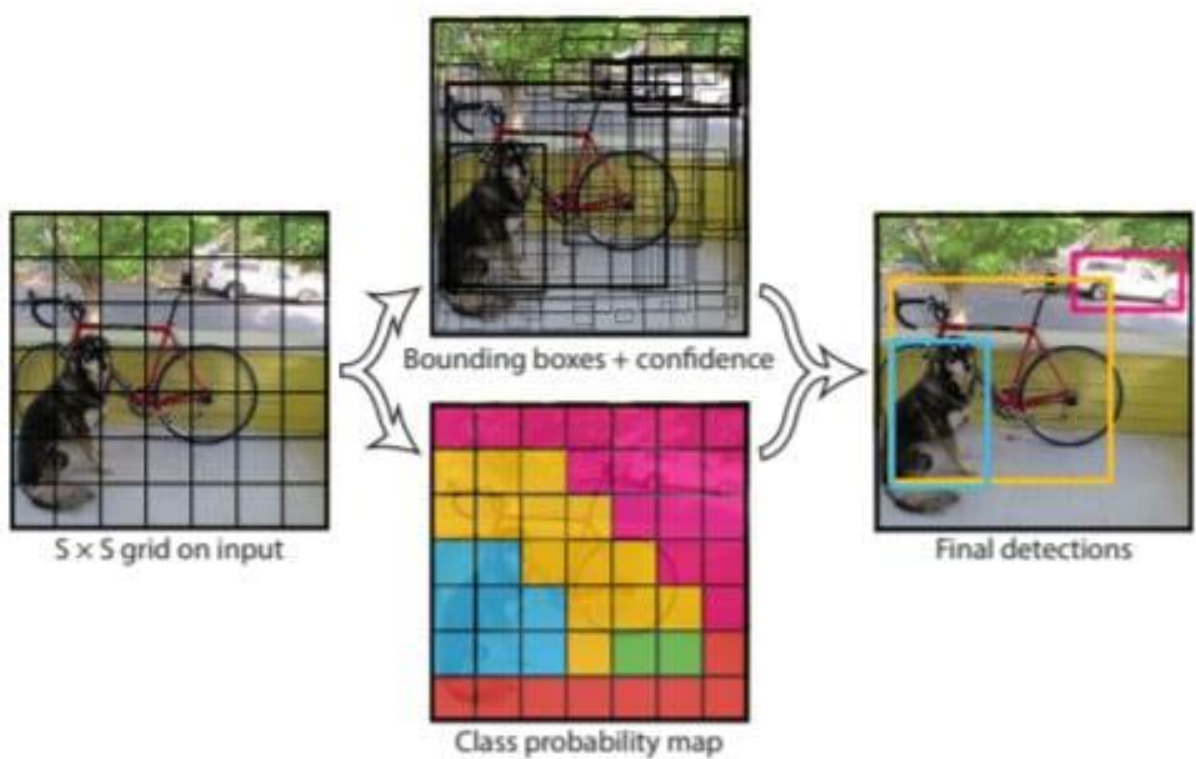 Bounding boxes + confidence
S × S grid on input
Final detections
Class probability map